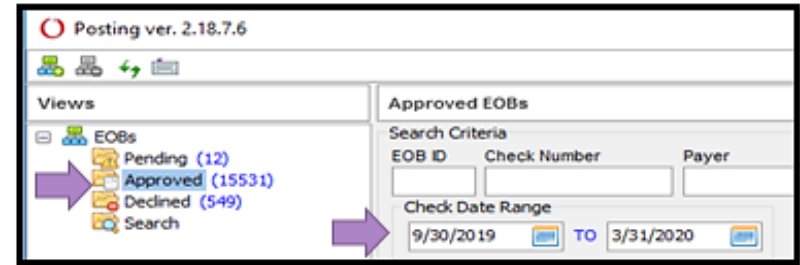 Posting ver. 2.18.7.6
Views
Approved EOBs
EOBs
Pending (12)
Approved (15531)
Declined (549)
Search
Search Criteria
EOB ID Check Number Payer
Check Date Range
9/30/2019 TO 3/31/2020